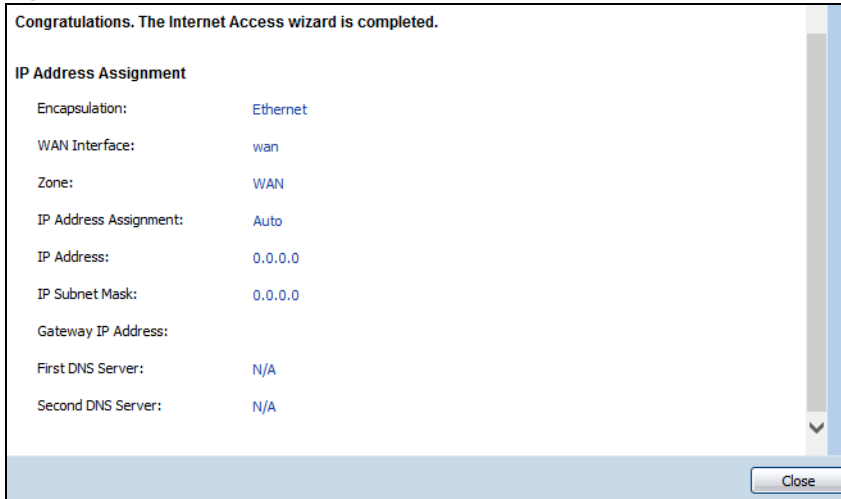 Congratulations. The Internet Access wizard is completed.
IP Address Assignment
Encapsulation: Ethernet
WAN Interface: wan
Zone: WAN
IP Address Assignment: Auto
IP Address: 0.0.0.0
IP Subnet Mask: 0.0.0.0
Gateway IP Address:
First DNS Server: N/A
Second DNS Server: N/A
Close